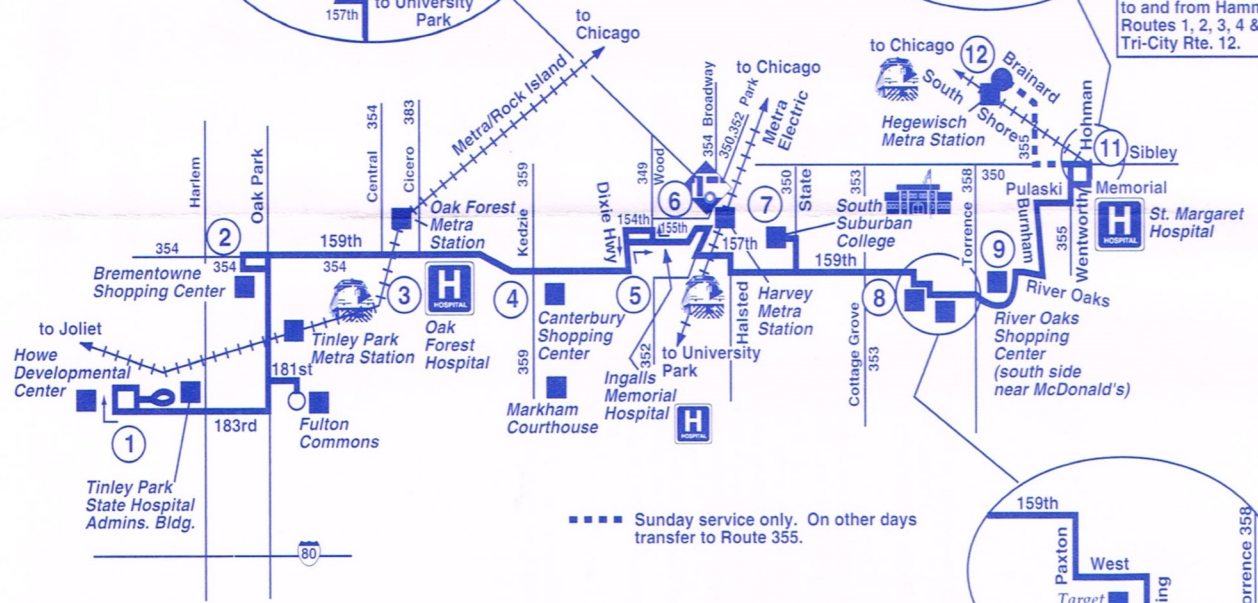 157th
to University
Park
to
Chicago
to and from Hamm
Routes 1, 2, 3, 4 &
Tri-City Rte. 12.
to Chicago
12
Brainard
South
Shore
Hegewisch
Metra Station
355
Hohman
11
Sibley
to Chicago
Metra
Electric
354
Broadway
350,352
Park
Metra/Rock Island
Harlem
Oak Park
Central
354
Cicero
383
Kedzie
359
Dixie Hwy
349
Wood
6
7
350
State
353
358
350
Pulaski
Burnham
Memorial
H
HOSPITAL
St. Margaret
Hospital
355
Wentworth
South
Suburban
College
Torrence
154th
155th
157th
Oak Forest
Metra
Station
2
354
159th
354
354
Brementowne
Shopping Center
3
H
HOSPITAL
Oak
Forest
Hospital
4
Canterbury
Shopping
Center
5
159th
8
9
River Oaks
River Oaks
Shopping
Center
(south side
near McDonald's)
Halsted
Harvey
Metra
Station
Cottage Grove
353
to Joliet
Howe
Developmental
Center
Tinley Park
Metra Station
359
352
to University
Park
Ingalls
Memorial
Hospital
H
HOSPITAL
181st
Markham
Courthouse
183rd
Fulton
Commons
1
Tinley Park
State Hospital
Admins. Bldg.
80
Sunday service only. On other days
transfer to Route 355.
159th
Paxton
West
Target
ing
orrence 358